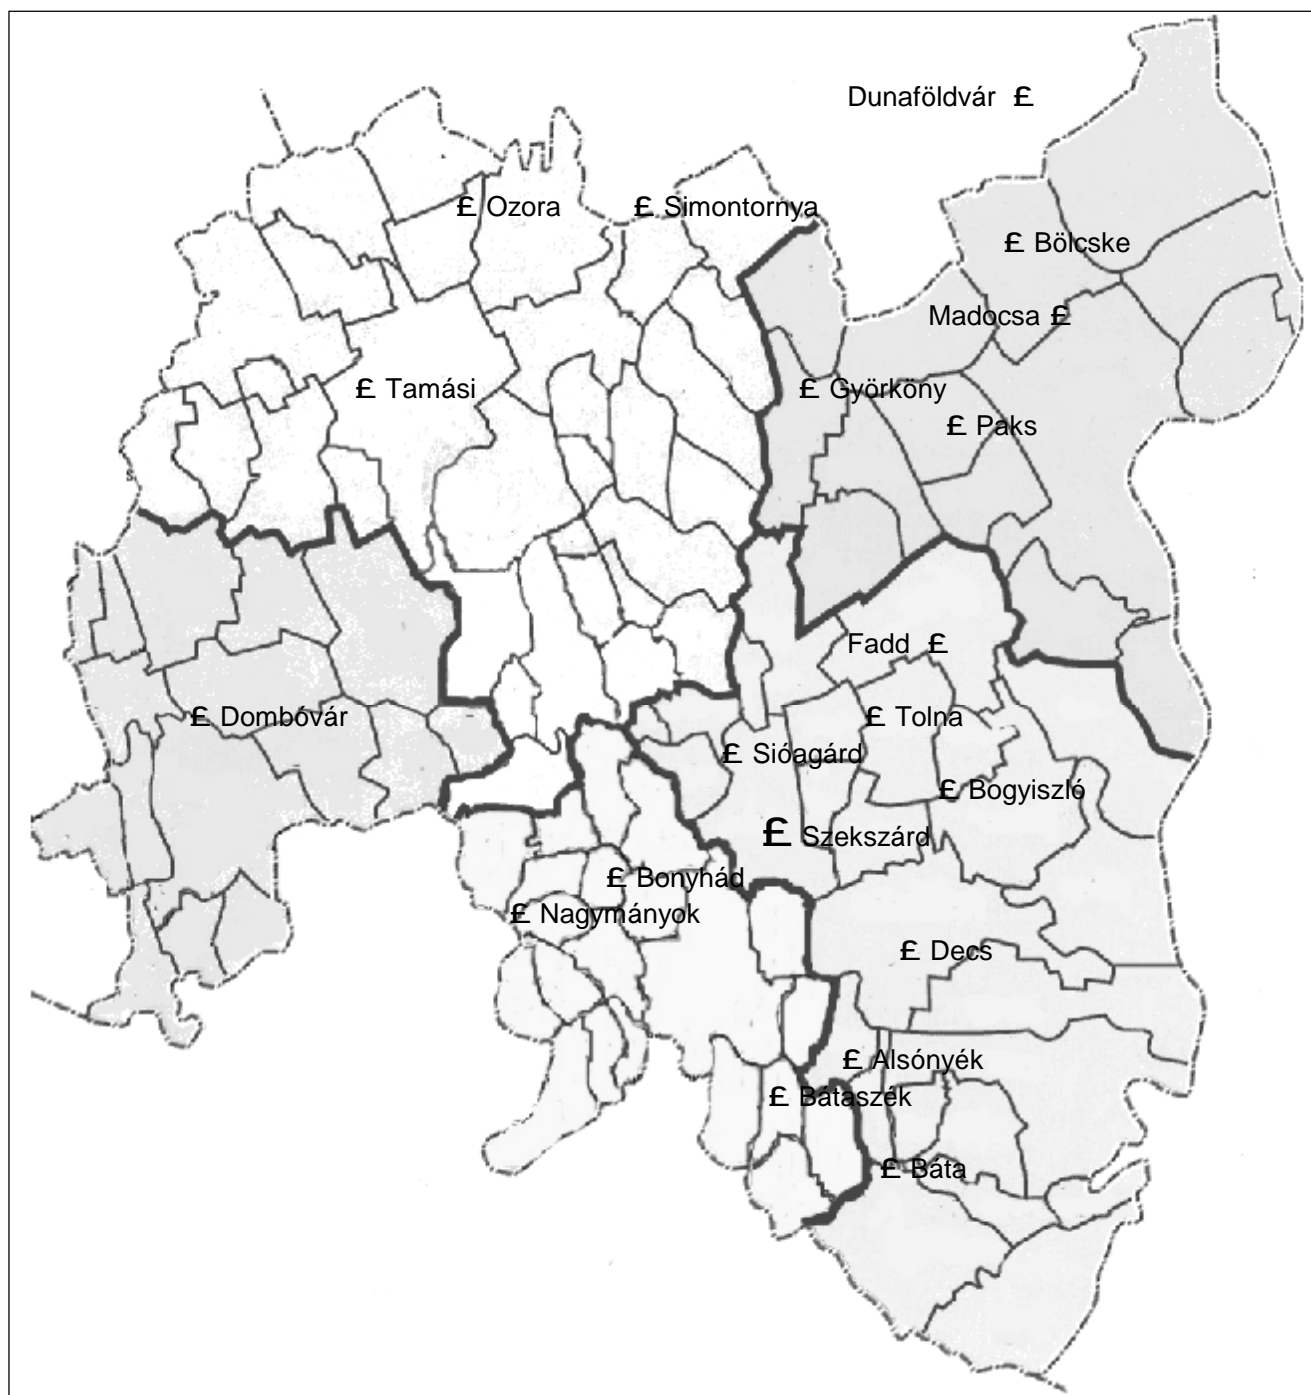 Dunaföldvár £
£ Ozora
£ Simontornya
£ Bölcske
Madocsa £
£ Tamási
£ Györköny
£ Paks
Fadd £
£ Dombóvár
£ Tolna
£ Sióagárd
£ Bogyiszló
£ Szekszárd
£ Bonyhád
£ Nagymányok
£ Decs
£ Alsónyék
£ Bátaszék
£ Báta